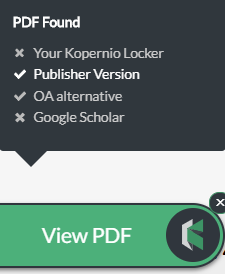 PDF Found
Your Kopernio Locker
Publisher Version
OA alternative
Google Scholar
View PDF